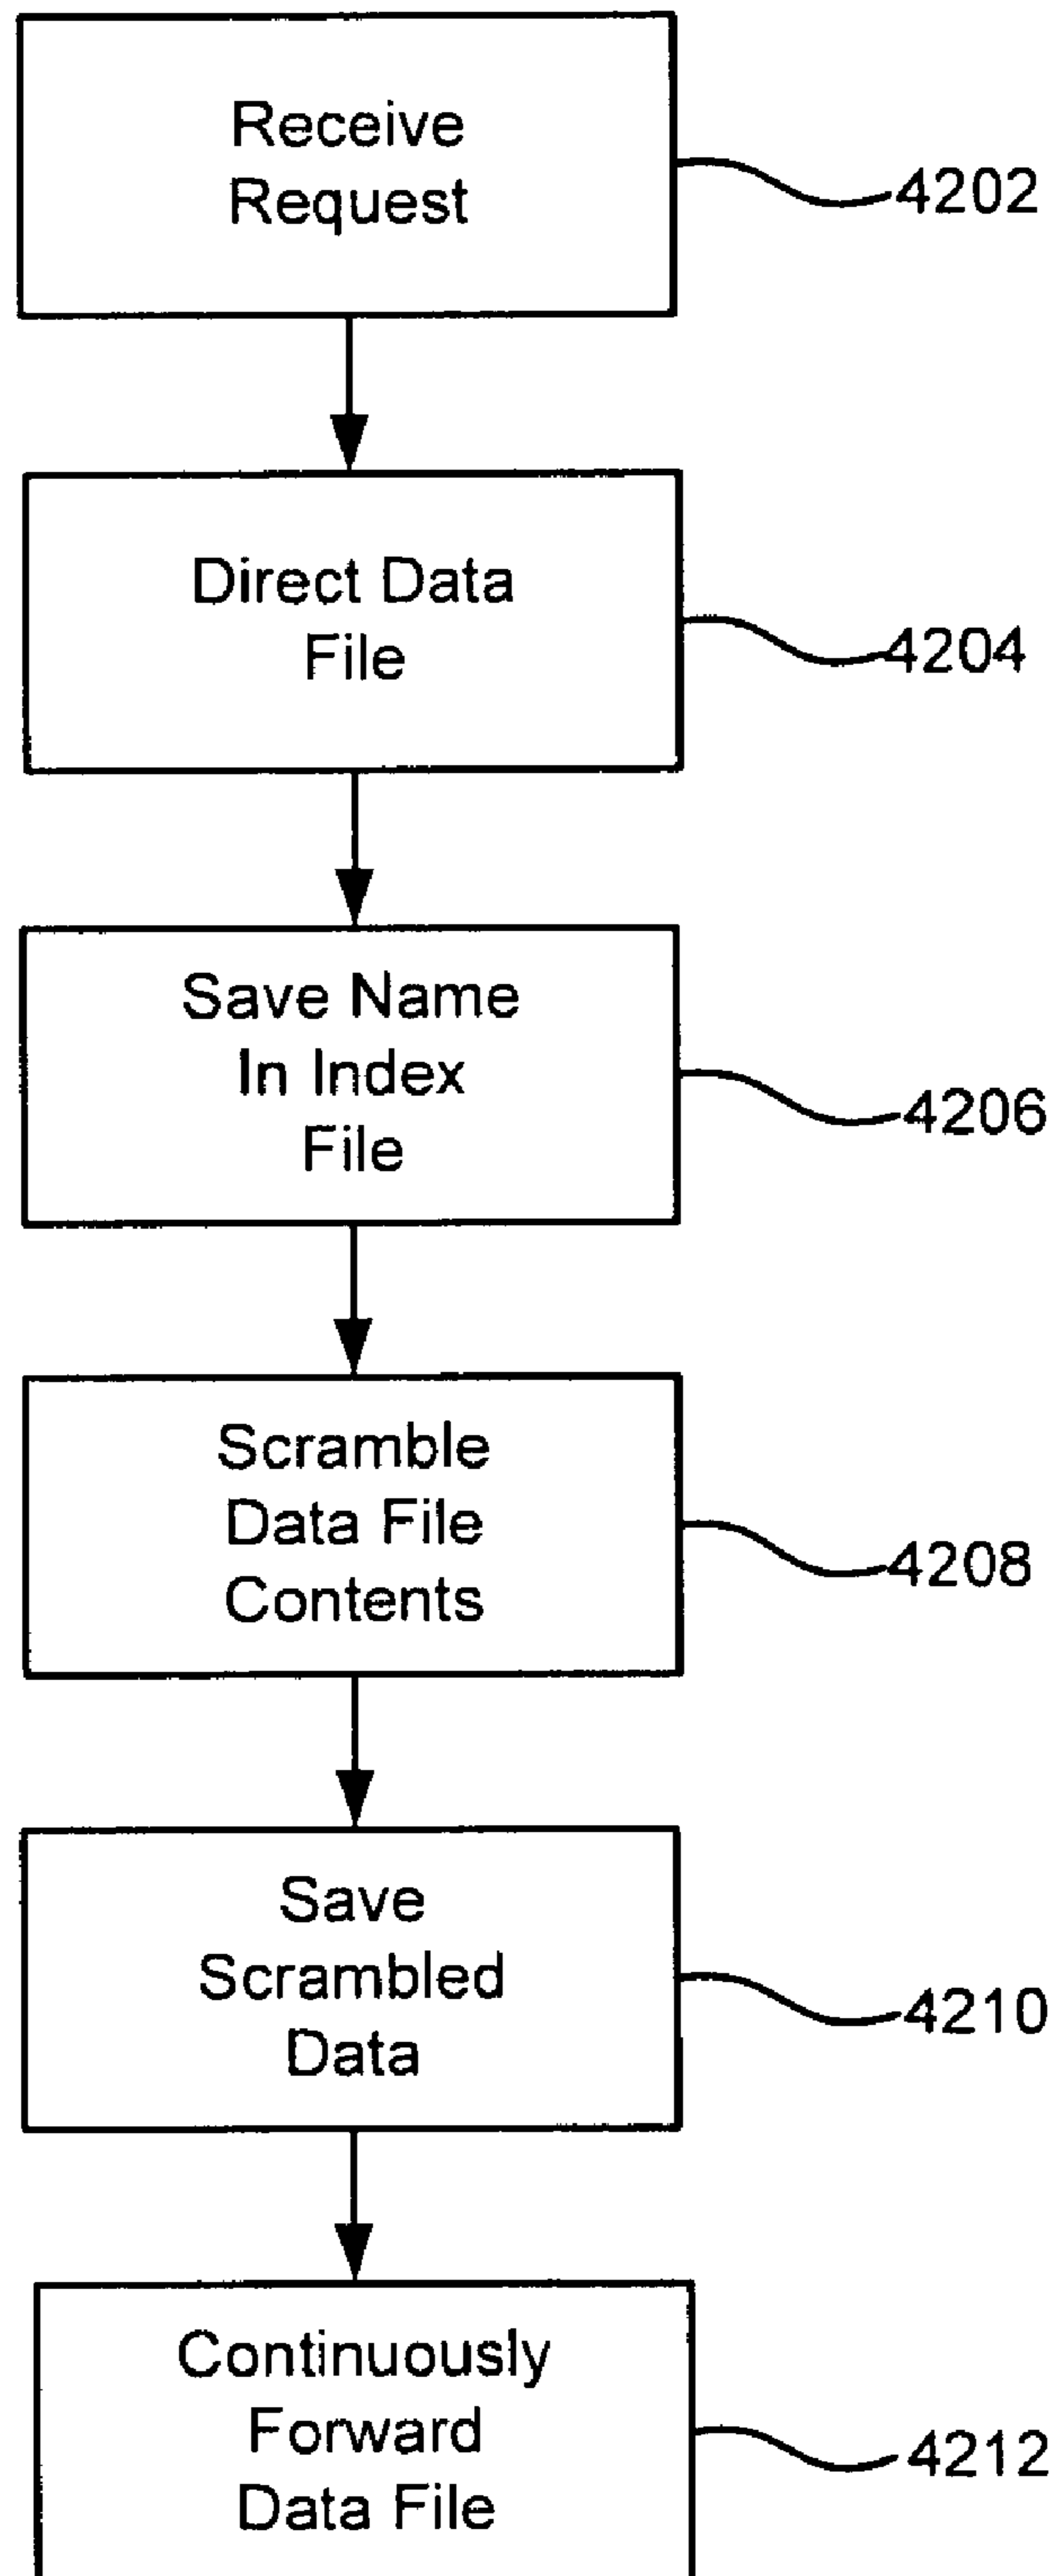 Receive
Request
4202
Direct Data
File
4204
Save Name
In Index
File
4206
Scramble
Data File
Contents
4208
Save
Scrambled
Data
4210
Continuously
Forward
Data File
4212